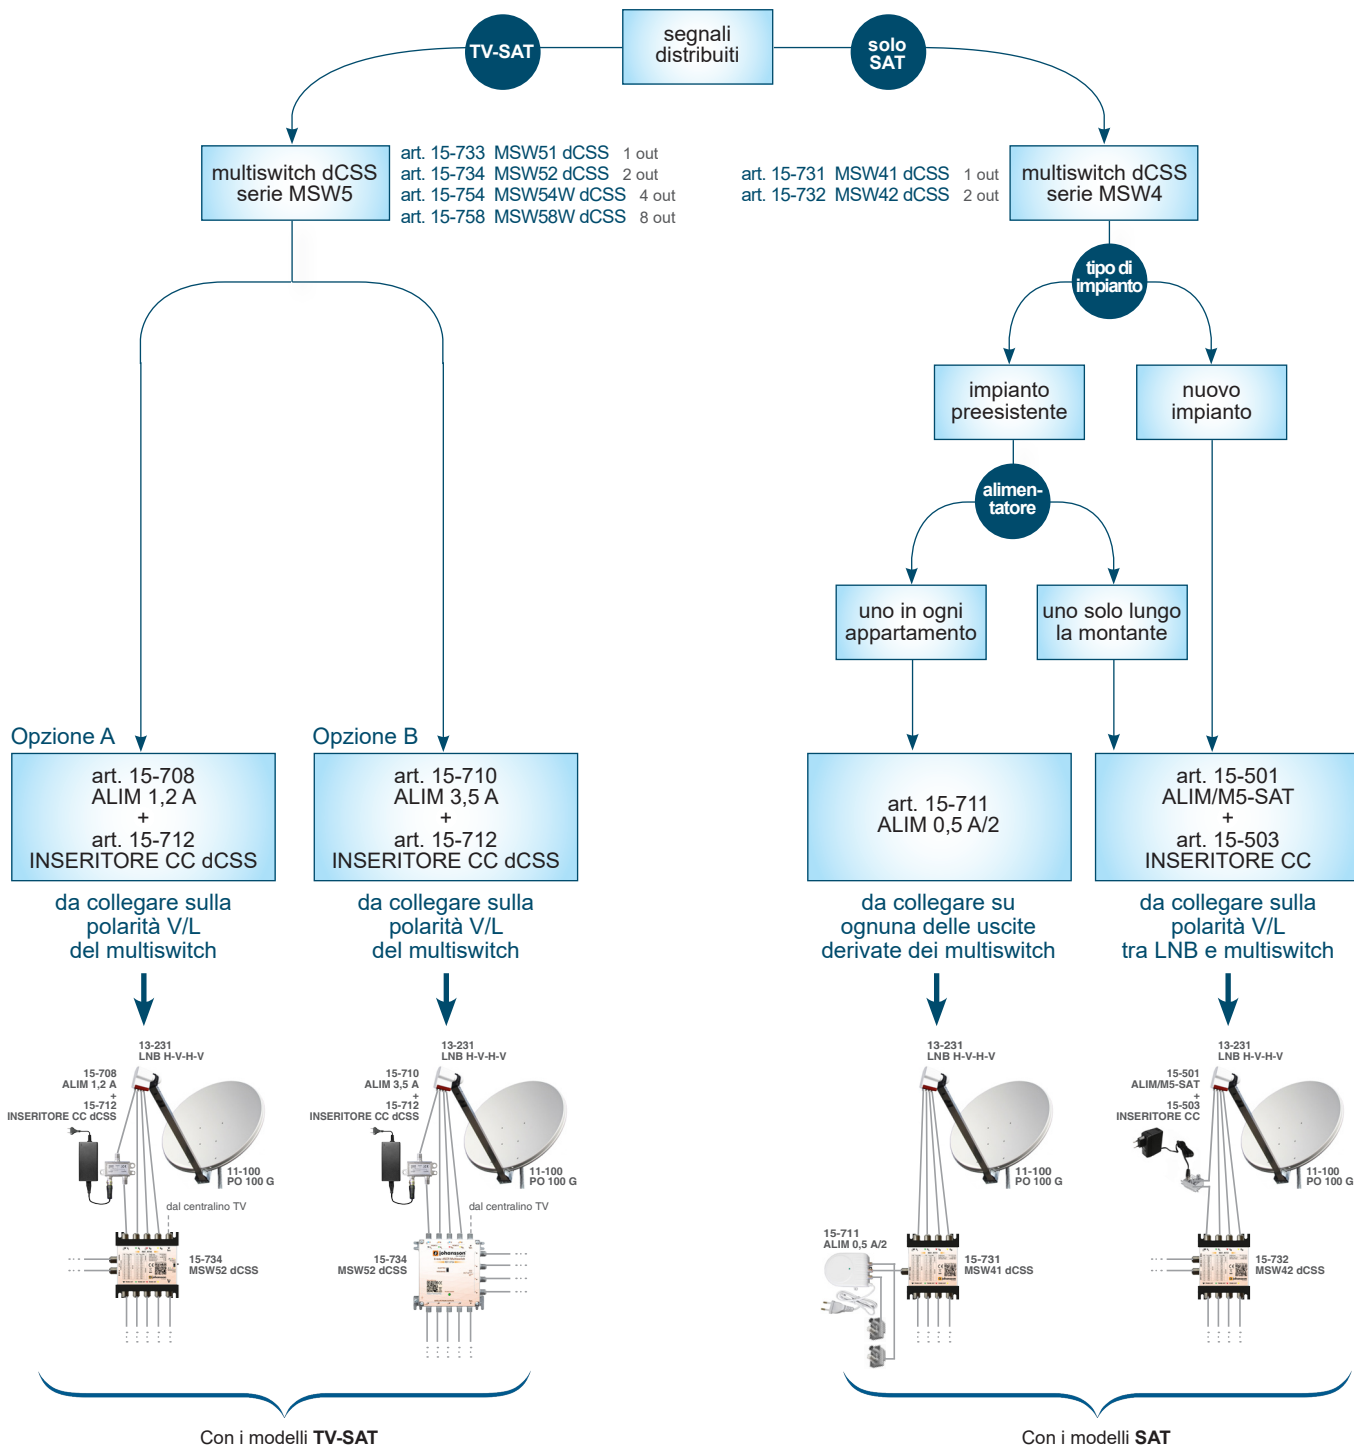 TV-SAT
segnali
distribuiti
solo
SAT
multiswitch dCSS
serie MSW5
art. 15-733 MSW51 dCSS 1 out
art. 15-734 MSW52 dCSS 2 out
art. 15-754 MSW54W dCSS 4 out
art. 15-758 MSW58W dCSS 8 out
art. 15-731 MSW41 dCSS 1 out
art. 15-732 MSW42 dCSS 2 out
multiswitch dCSS
serie MSW4
tipo di
impianto
impianto
preesistente
nuovo
impianto
alimen-
tatore
uno in ogni
appartamento
uno solo lungo
la montante
Opzione A
art. 15-708
ALIM 1,2 A
+
art. 15-712
INSERITORE CC dCSS
da collegare sulla
polarità V/L
del multiswitch
Opzione B
art. 15-710
ALIM 3,5 A
+
art. 15-712
INSERITORE CC dCSS
da collegare sulla
polarità V/L
del multiswitch
art. 15-711
ALIM 0,5 A/2
da collegare su
ognuna delle uscite
derivate dei multiswitch
art. 15-501
ALIM/M5-SAT
+
art. 15-503
INSERITORE CC
da collegare sulla
polarità V/L
tra LNB e multiswitch
13-231
LNB H-V-H-V
15-708
ALIM 1,2 A
+
15-712
INSERITORE CC dCSS
11-100
PO 100 G
dal centralino TV
15-734
MSW52 dCSS
13-231
LNB H-V-H-V
15-710
ALIM 3,5 A
+
15-712
INSERITORE CC dCSS
11-100
PO 100 G
dal centralino TV
15-734
MSW52 dCSS
johansson
13-231
LNB H-V-H-V
11-100
PO 100 G
15-711
ALIM 0,5 A/2
15-731
MSW41 dCSS
13-231
LNB H-V-H-V
15-501
ALIM/M5-SAT
+
15-503
INSERITORE CC
11-100
PO 100 G
15-732
MSW42 dCSS
Con i modelli TV-SAT
Con i modelli SAT